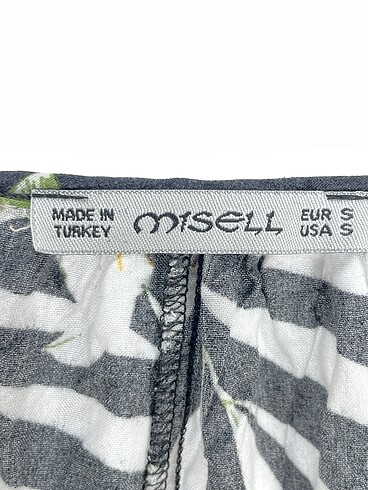 MADE IN
TURKEY
MISELL
EUR S
USA S